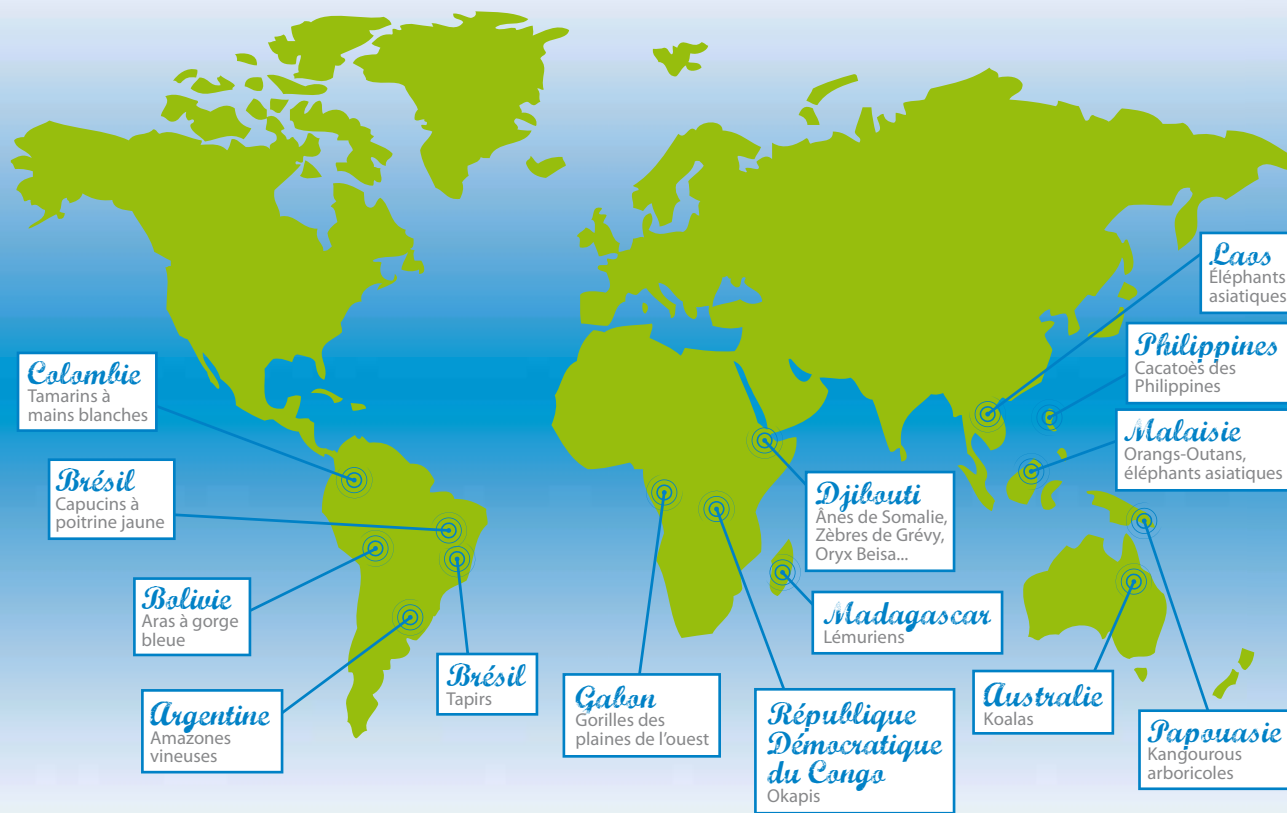 Laos
Éléphants
asiatiques
Philippines
Cacatoès des
Philippines
Colombie
Tamarins à
mains blanches
Malaisie
Orangs-Outans,
éléphants asiatiques
Brésil
Capucins à
poitrine jaune
Djibouti
Ânes de Somalie,
Zèbres de Grévy,
Oryx Beisa...
Bolivie
Aras à gorge
bleue
Madagascar
Lémuriens
Brésil
Tapirs
Gabon
Gorilles des
plaines de l'ouest
Australie
Koalas
Argentine
Amazones
vineuses
République
Démocratique
du Congo
Okapis
Papouasie
Kangourous
arboricoles